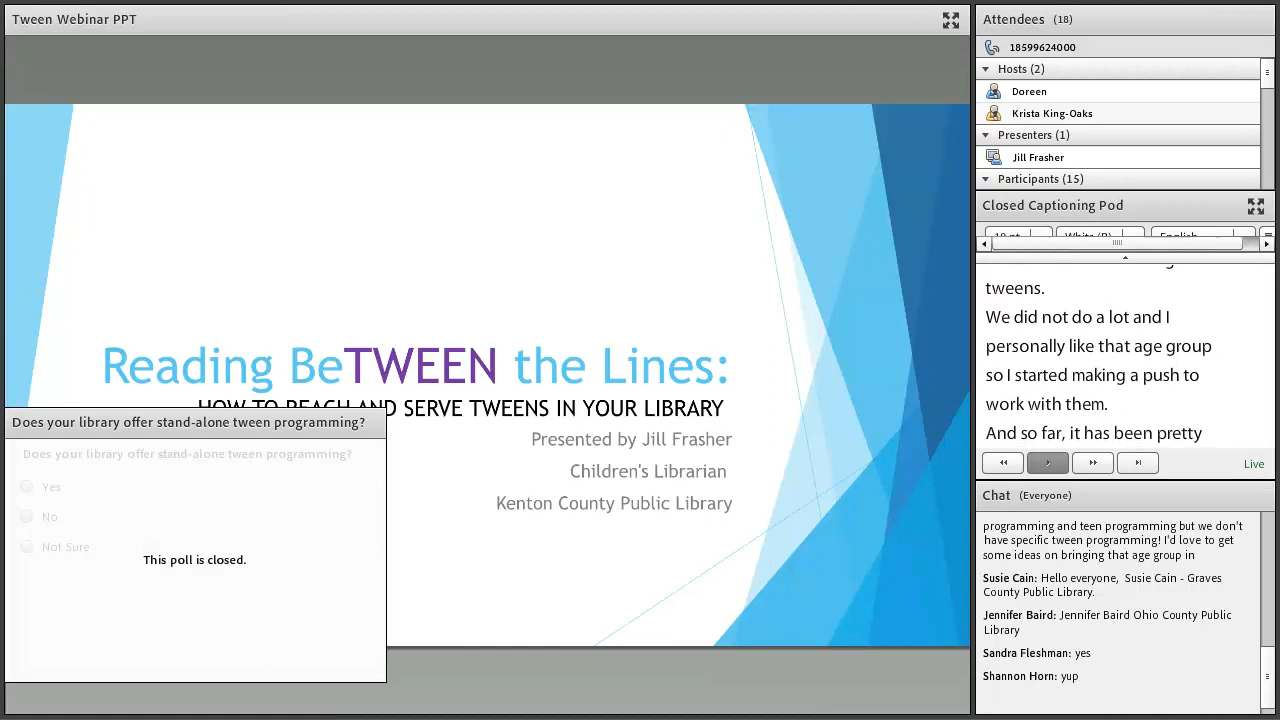 Tween Webinar PPT
Reading BeTWEEN the Lines:
HOW TO REACH AND SERVE TWEENS IN YOUR LIBRARY
Presented by Jill Frasher
Children's Librarian
Kenton County Public Library
Does your library offer stand-alone tween programming?
Does your library offer stand-alone tween programming?
Yes
No
Not Sure
This poll is closed.
Attendees (18)
18599624000
Hosts (2)
Doreen
Krista King-Oaks
Presenters (1)
Jill Frasher
Participants (15)
Closed Captioning Pod
English
tweens.
We did not do a lot and I
personally like that age group
so I started making a push to
work with them.
And so far, it has been pretty
Live
Chat (Everyone)
programming and teen programming but we don't
have specific tween programming! I'd love to get
some ideas on bringing that age group in
Susie Cain: Hello everyone, Susie Cain - Graves
County Public Library.
Jennifer Baird: Jennifer Baird Ohio County Public
Library
Sandra Fleshman: yes
Shannon Horn: yup